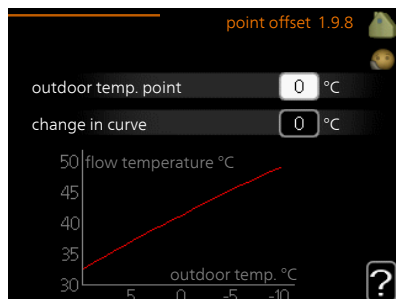 point offset 1.9.8
outdoor temp. point 0 °C
change in curve 0 °C
50 flow temperature °C
45
40
35
30
outdoor temp. °C
5 0 -5 -10
?